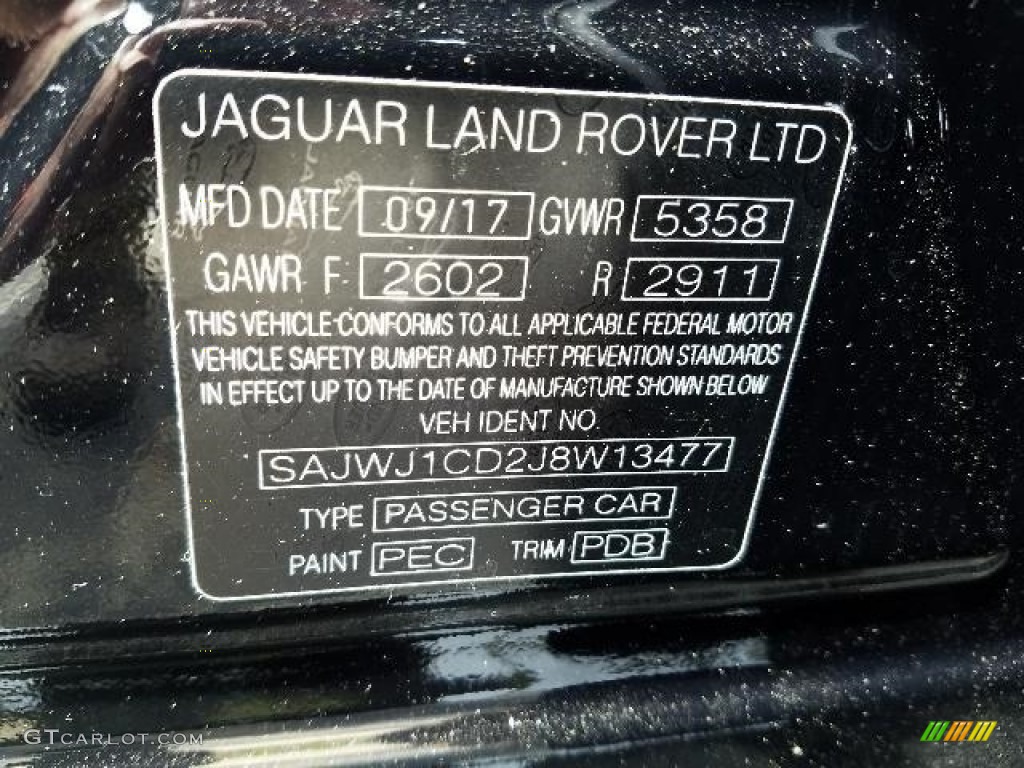 JAGUAR LAND ROVER LTD
MFD DATE 09/17 GVWR 5358
GAWR F 2602 R 2911
THIS VEHICLE CONFORMS TO ALL APPLICABLE FEDERAL MOTOR
VEHICLE SAFETY BUMPER AND THEFT PREVENTION STANDARDS
IN EFFECT UP TO THE DATE OF MANUFACTURE SHOWN BELOW
VEH IDENT NO.
SAJWJ1CD2J8W13477
TYPE PASSENGER CAR
PAINT PEC TRIM PDB
GTCARLOT.COM